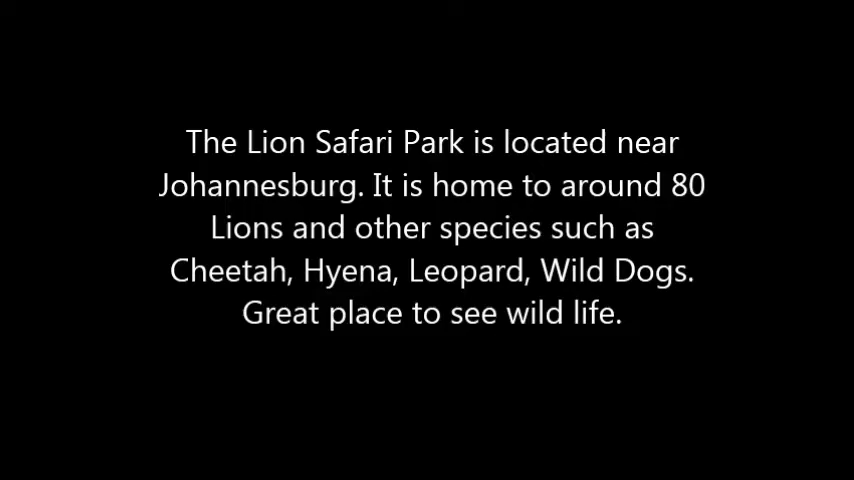 The Lion Safari Park is located near
Johannesburg. It is home to around 80
Lions and other species such as
Cheetah, Hyena, Leopard, Wild Dogs.
Great place to see wild life.